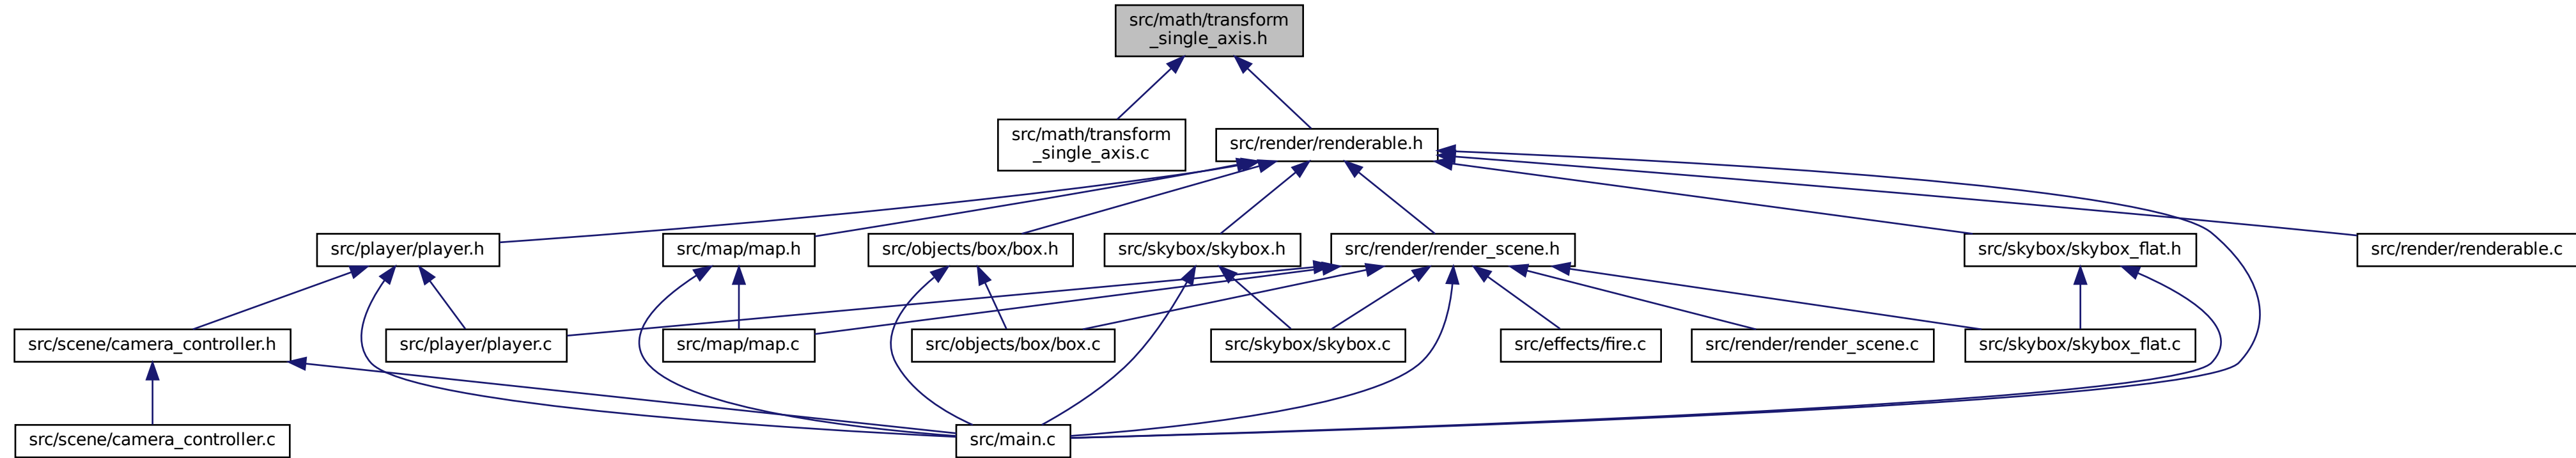 src/math/transform
_single_axis.h
src/math/transform
_single_axis.c
src/render/renderable.h
src/player/player.h
src/map/map.h
src/objects/box/box.h
src/skybox/skybox.h
src/render/render_scene.h
src/skybox/skybox_flat.h
src/render/renderable.c
src/scene/camera_controller.h
src/player/player.c
src/map/map.c
src/objects/box/box.c
src/skybox/skybox.c
src/effects/fire.c
src/render/render_scene.c
src/skybox/skybox_flat.c
src/scene/camera_controller.c
src/main.c